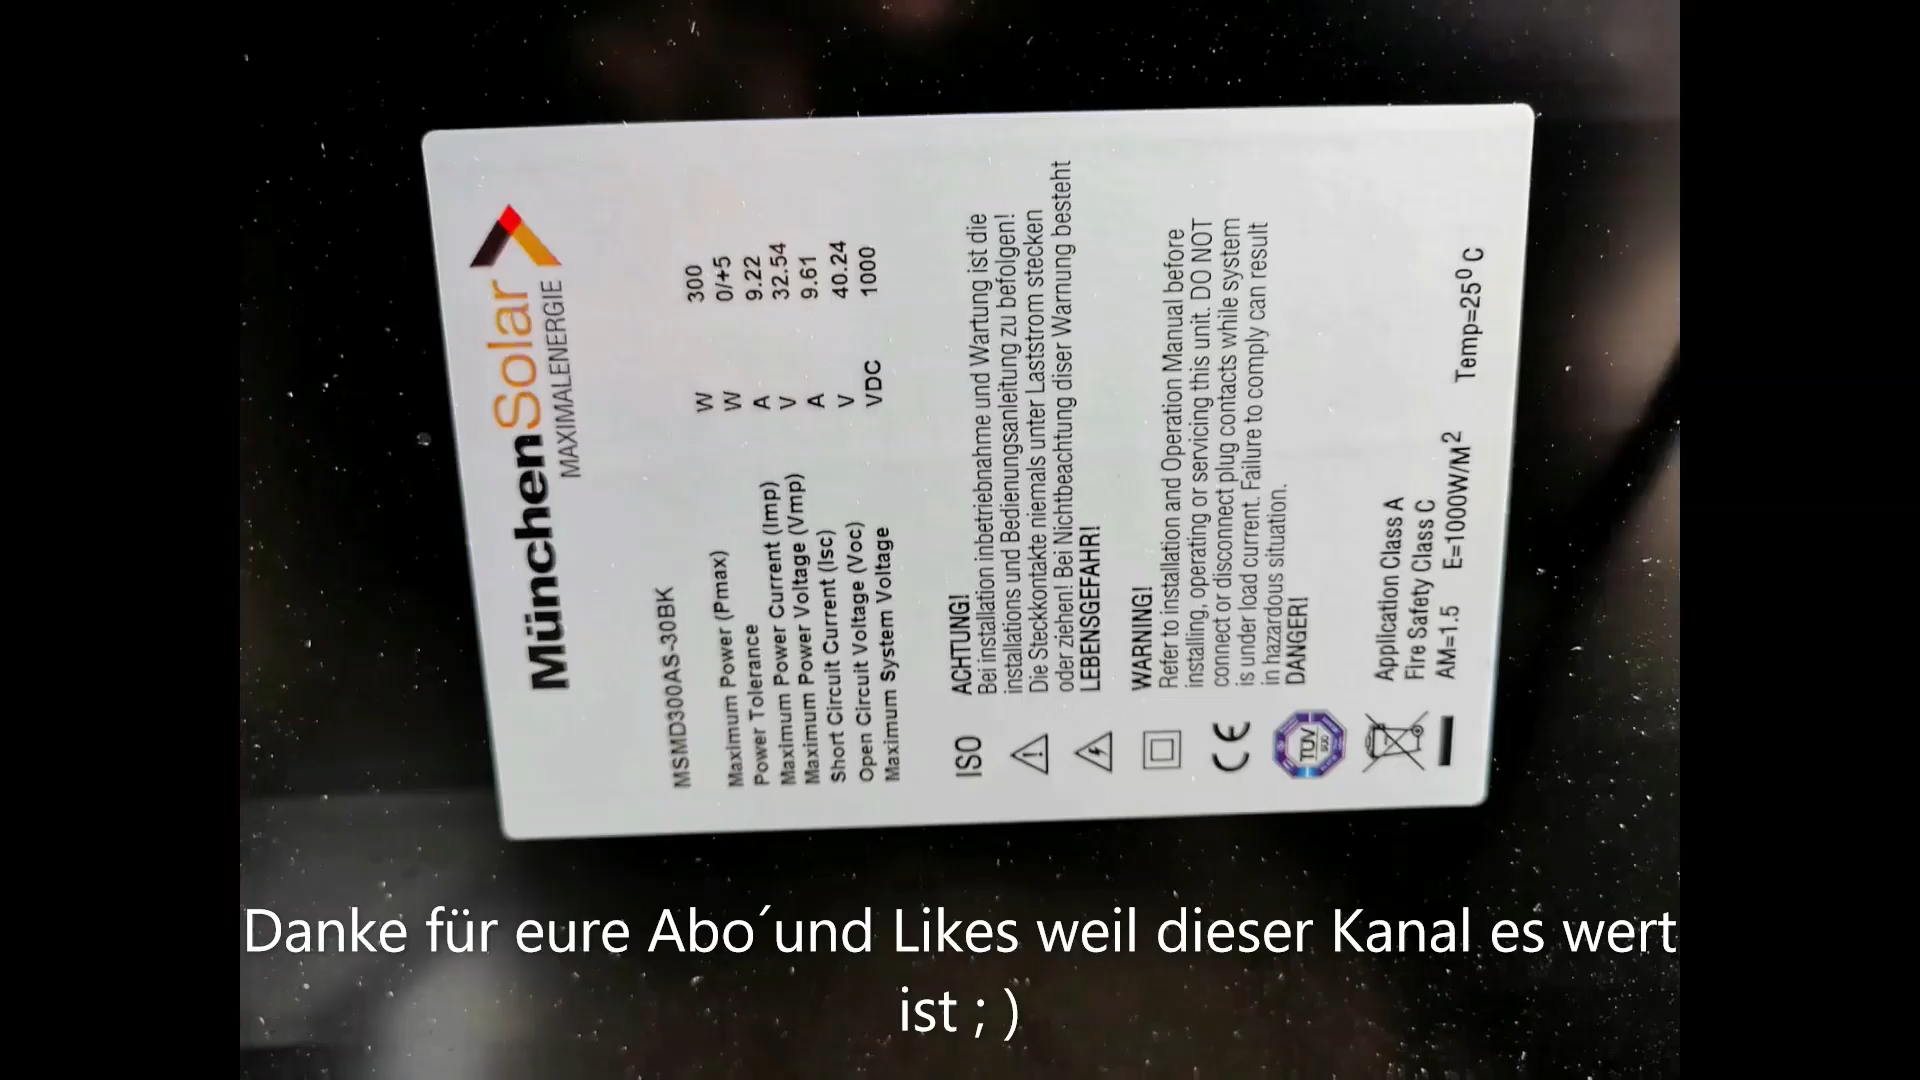 MünchenSolar
MAXIMALENERGIE
MSMD300AS-30BK
Maximum Power (Pmax) W 300
Power Tolerance W 0/+5
Maximum Power Current (Imp) A 9.22
Maximum Power Voltage (Vmp) V 32.54
Short Circuit Current (Isc) A 9.61
Open Circuit Voltage (Voc) V 40.24
Maximum System Voltage VDC 1000
ISO
ACHTUNG!
Bei installation inbetriebnahme und Wartung ist die
installations und Bedienungsanleitung zu befolgen!
Die Steckkontakte niemals unter Laststrom stecken
oder ziehen! Bei Nichtbeachtung diser Warnung besteht
LEBENSGEFAHR!
WARNING!
Refer to installation and Operation Manual before
installing, operating or servicing this unit. DO NOT
connect or disconnect plug contacts while system
is under load current. Failure to comply can result
in hazardous situation.
DANGER!
CE
TÜV
SÜD
Application Class A
Fire Safety Class C
AM=1.5 E=1000W/M² Temp=25⁰ C
Danke für eure Abo´und Likes weil dieser Kanal es wert
ist ; )